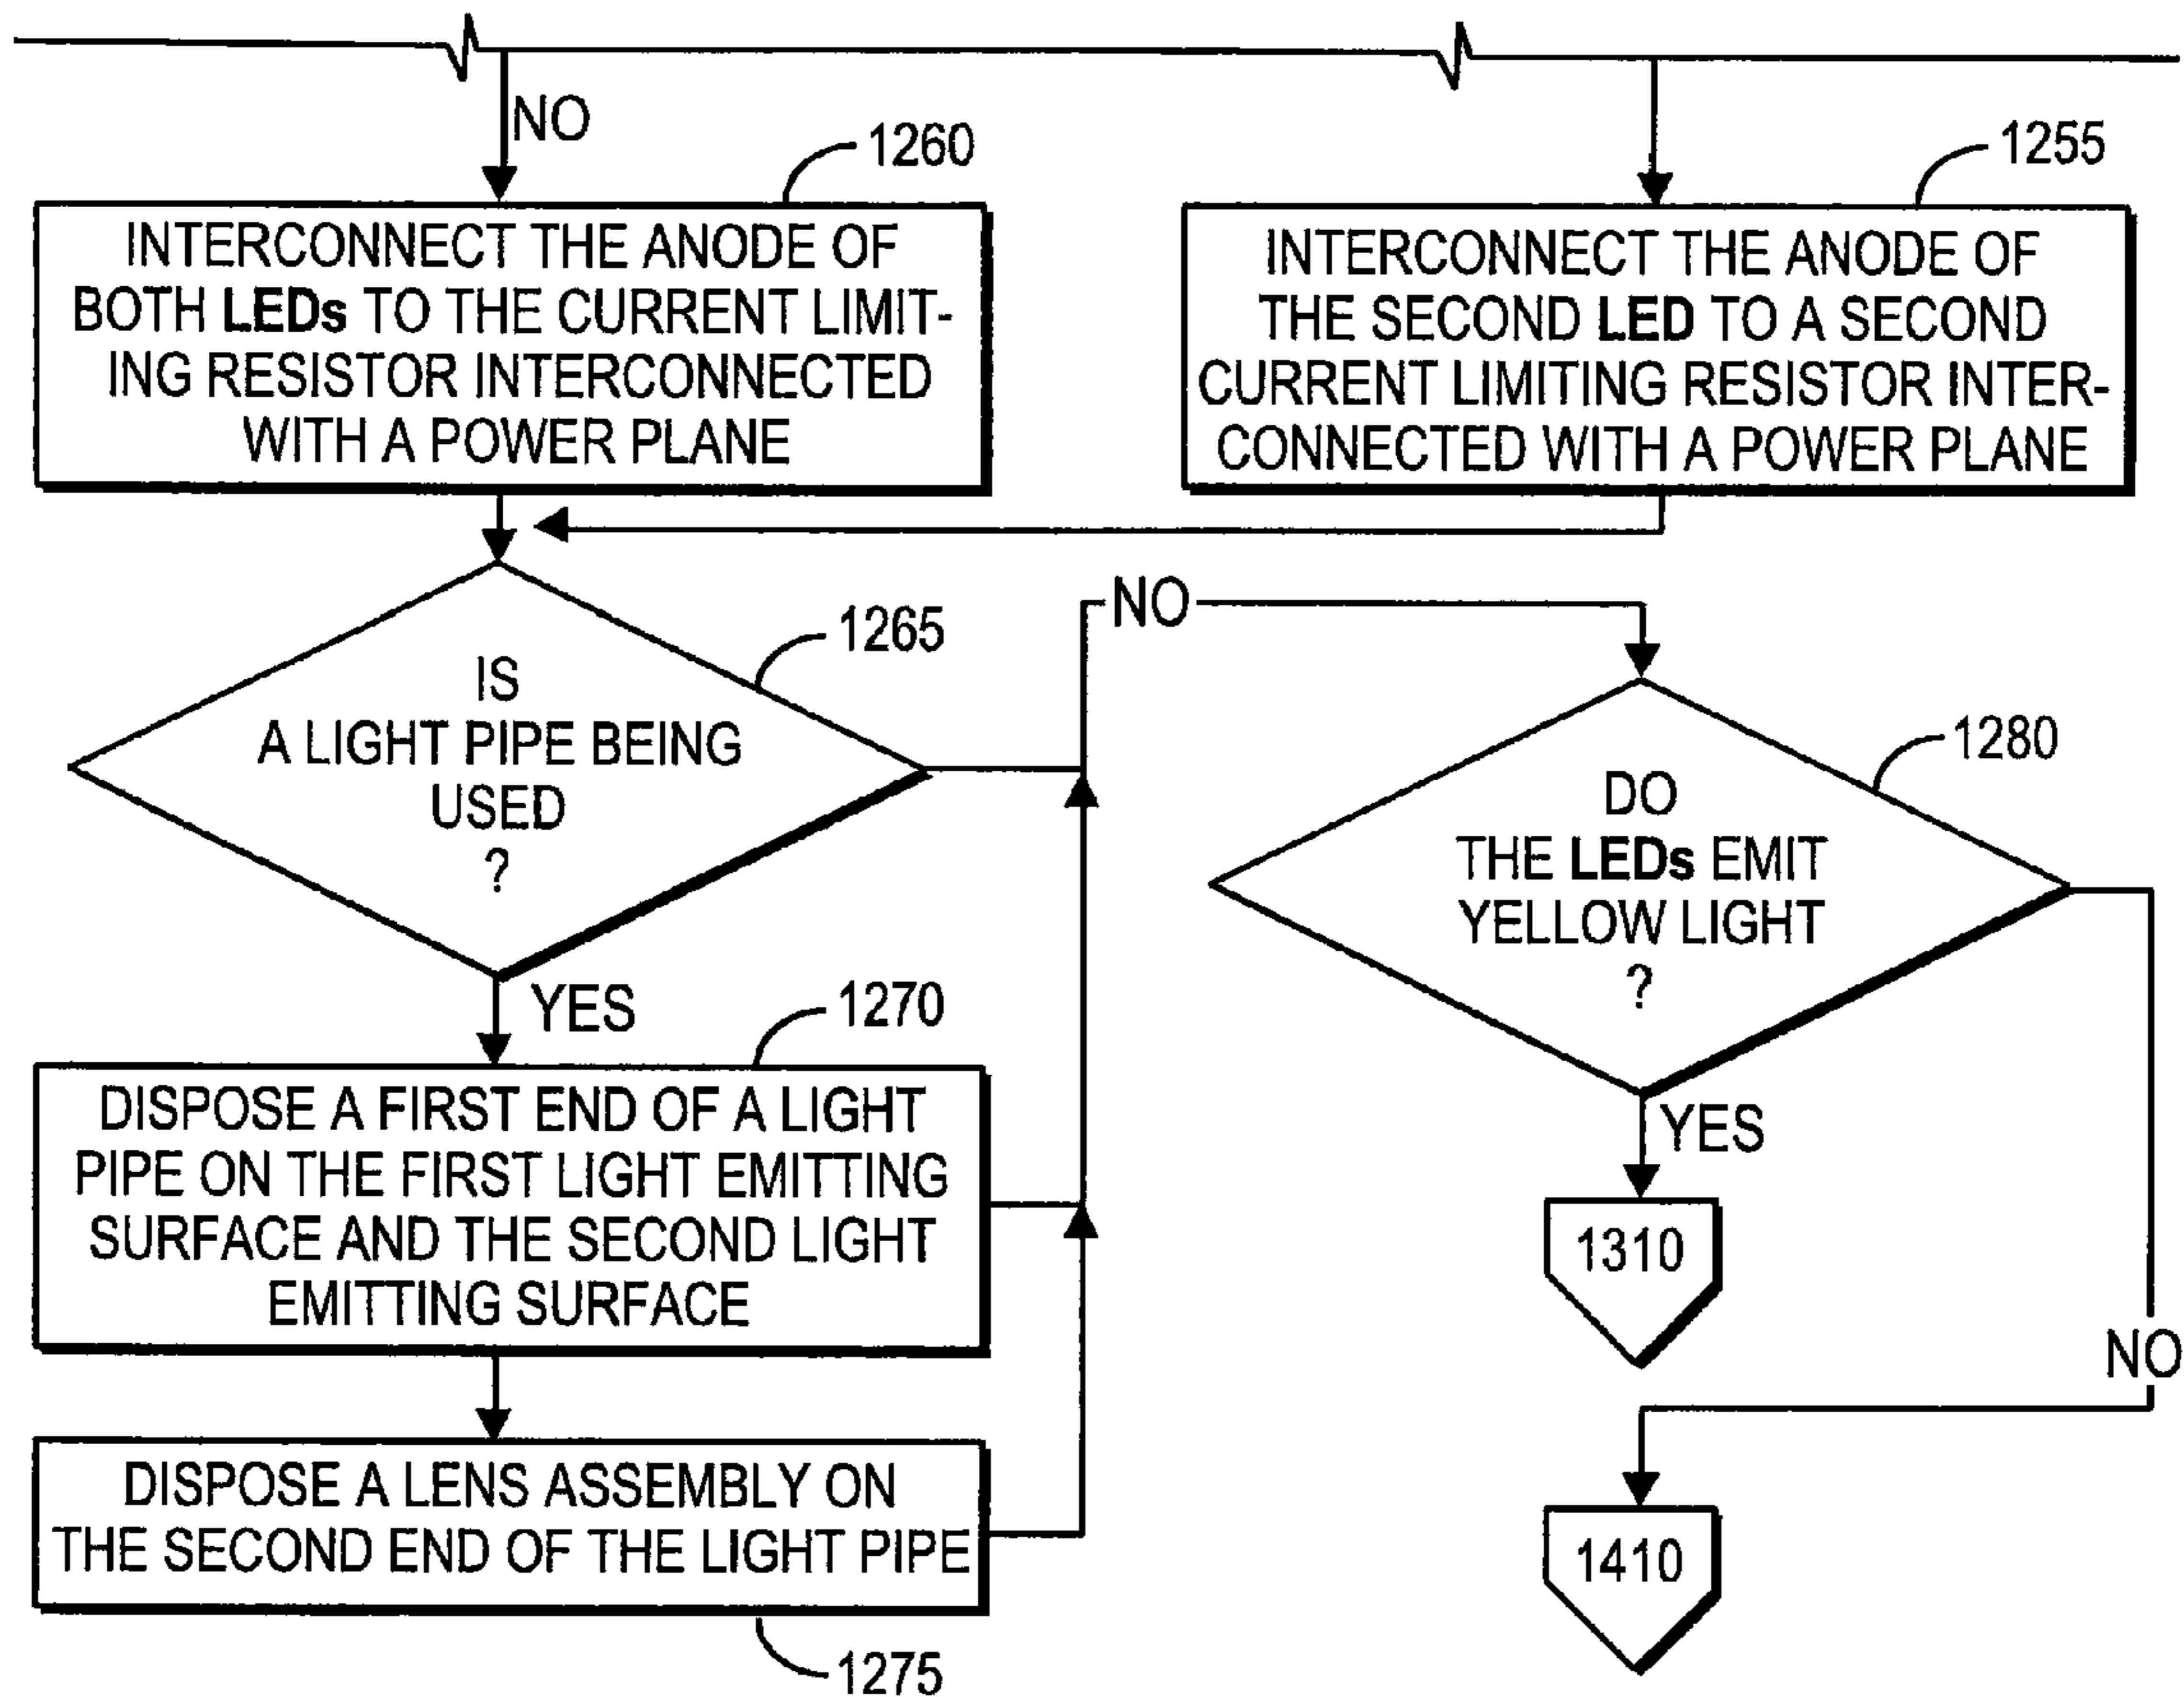 NO
1260
INTERCONNECT THE ANODE OF
BOTH LEDs TO THE CURRENT LIMIT-
ING RESISTOR INTERCONNECTED
WITH A POWER PLANE
1255
INTERCONNECT THE ANODE OF
THE SECOND LED TO A SECOND
CURRENT LIMITING RESISTOR INTER-
CONNECTED WITH A POWER PLANE
1265
IS
A LIGHT PIPE BEING
USED
?
NO
YES
1270
DISPOSE A FIRST END OF A LIGHT
PIPE ON THE FIRST LIGHT EMITTING
SURFACE AND THE SECOND LIGHT
EMITTING SURFACE
DISPOSE A LENS ASSEMBLY ON
THE SECOND END OF THE LIGHT PIPE
1275
1280
DO
THE LEDs EMIT
YELLOW LIGHT
?
YES
1310
NO
1410